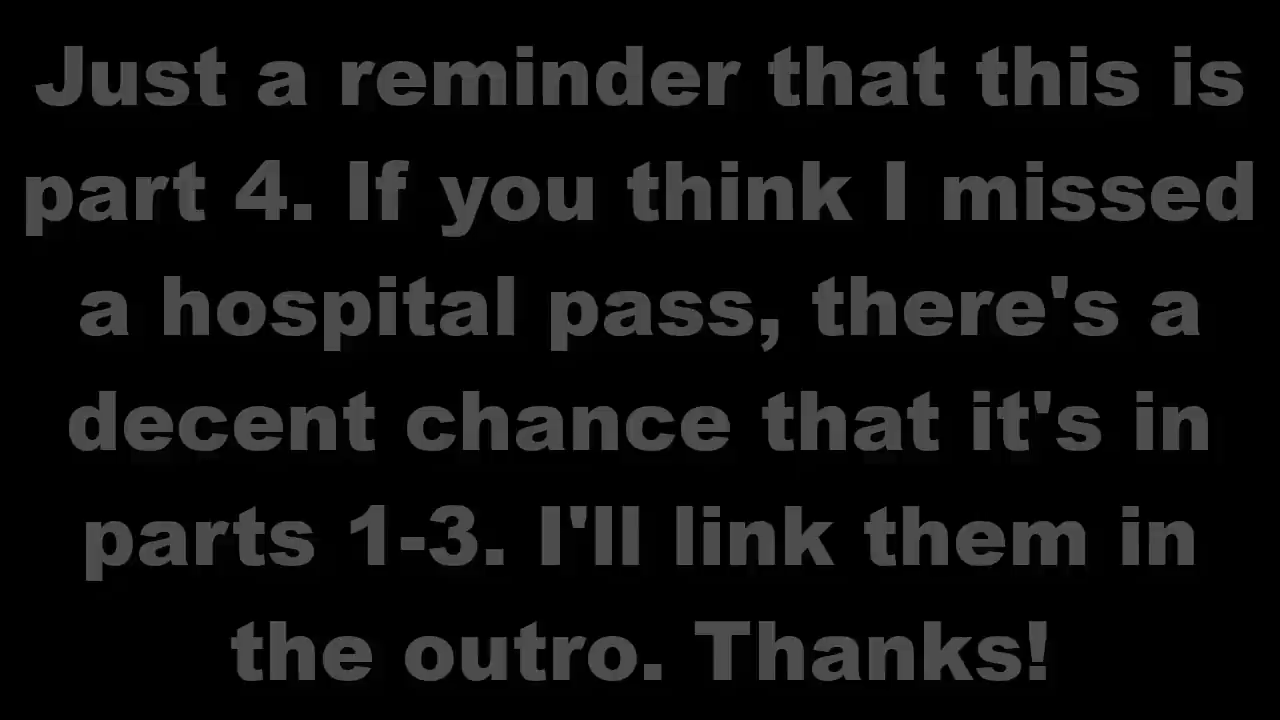 Just a reminder that this is
part 4. If you think I missed
a hospital pass, there's a
decent chance that it's in
parts 1-3. I'll link them in
the outro. Thanks!